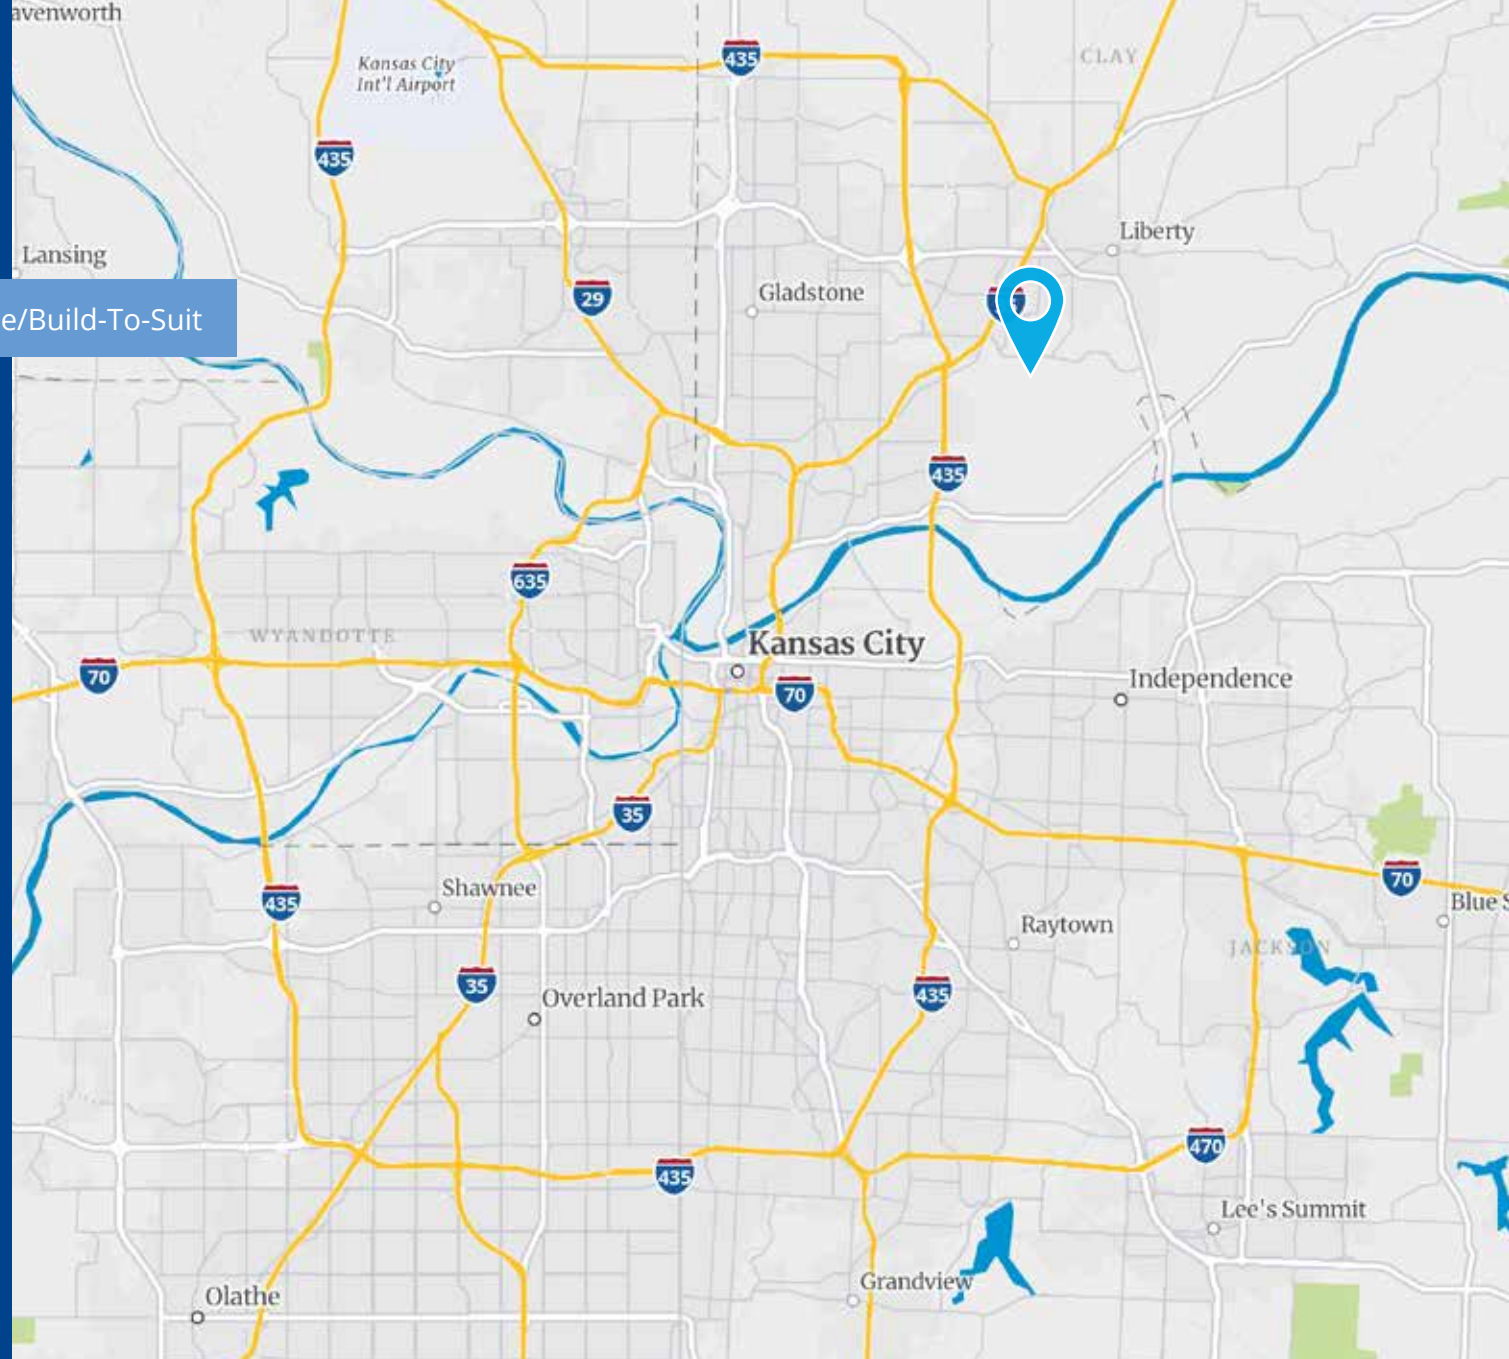 avenworth
435
CLAY
Kansas City
Int'l Airport
435
Liberty
Lansing
Gladstone
29
e/Build-To-Suit
435
635
WYANDOTTE
Kansas City
70
70
Independence
35
70
Shawnee
435
Blue S
Raytown
JACKSON
35
435
Overland Park
470
435
Lee's Summit
Grandview
Olathe